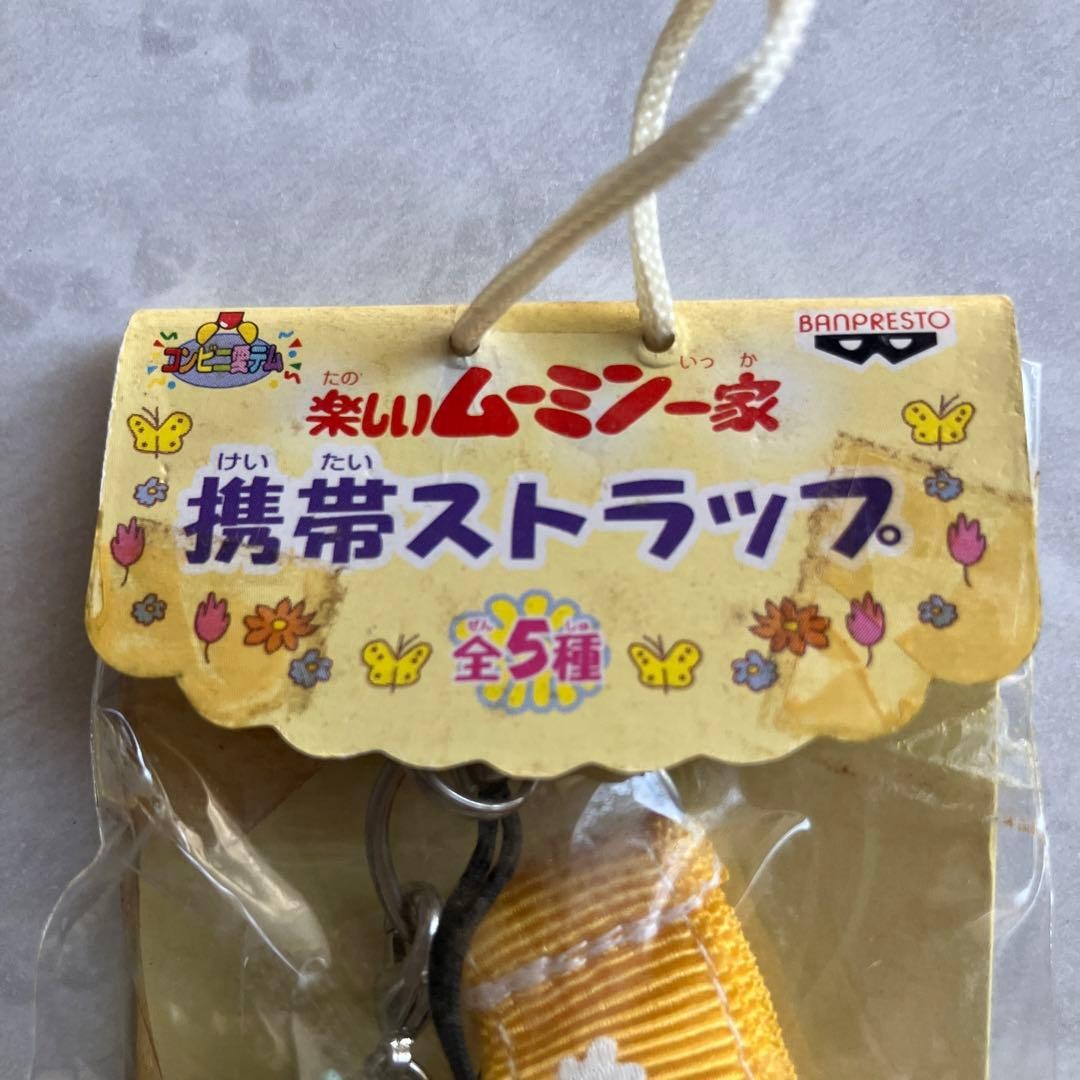 コンビニ愛テム
BANPRESTO
たの いっ か
楽しいムーミン一家
けい たい
携帯ストラップ
ぜん しゅ
全5種